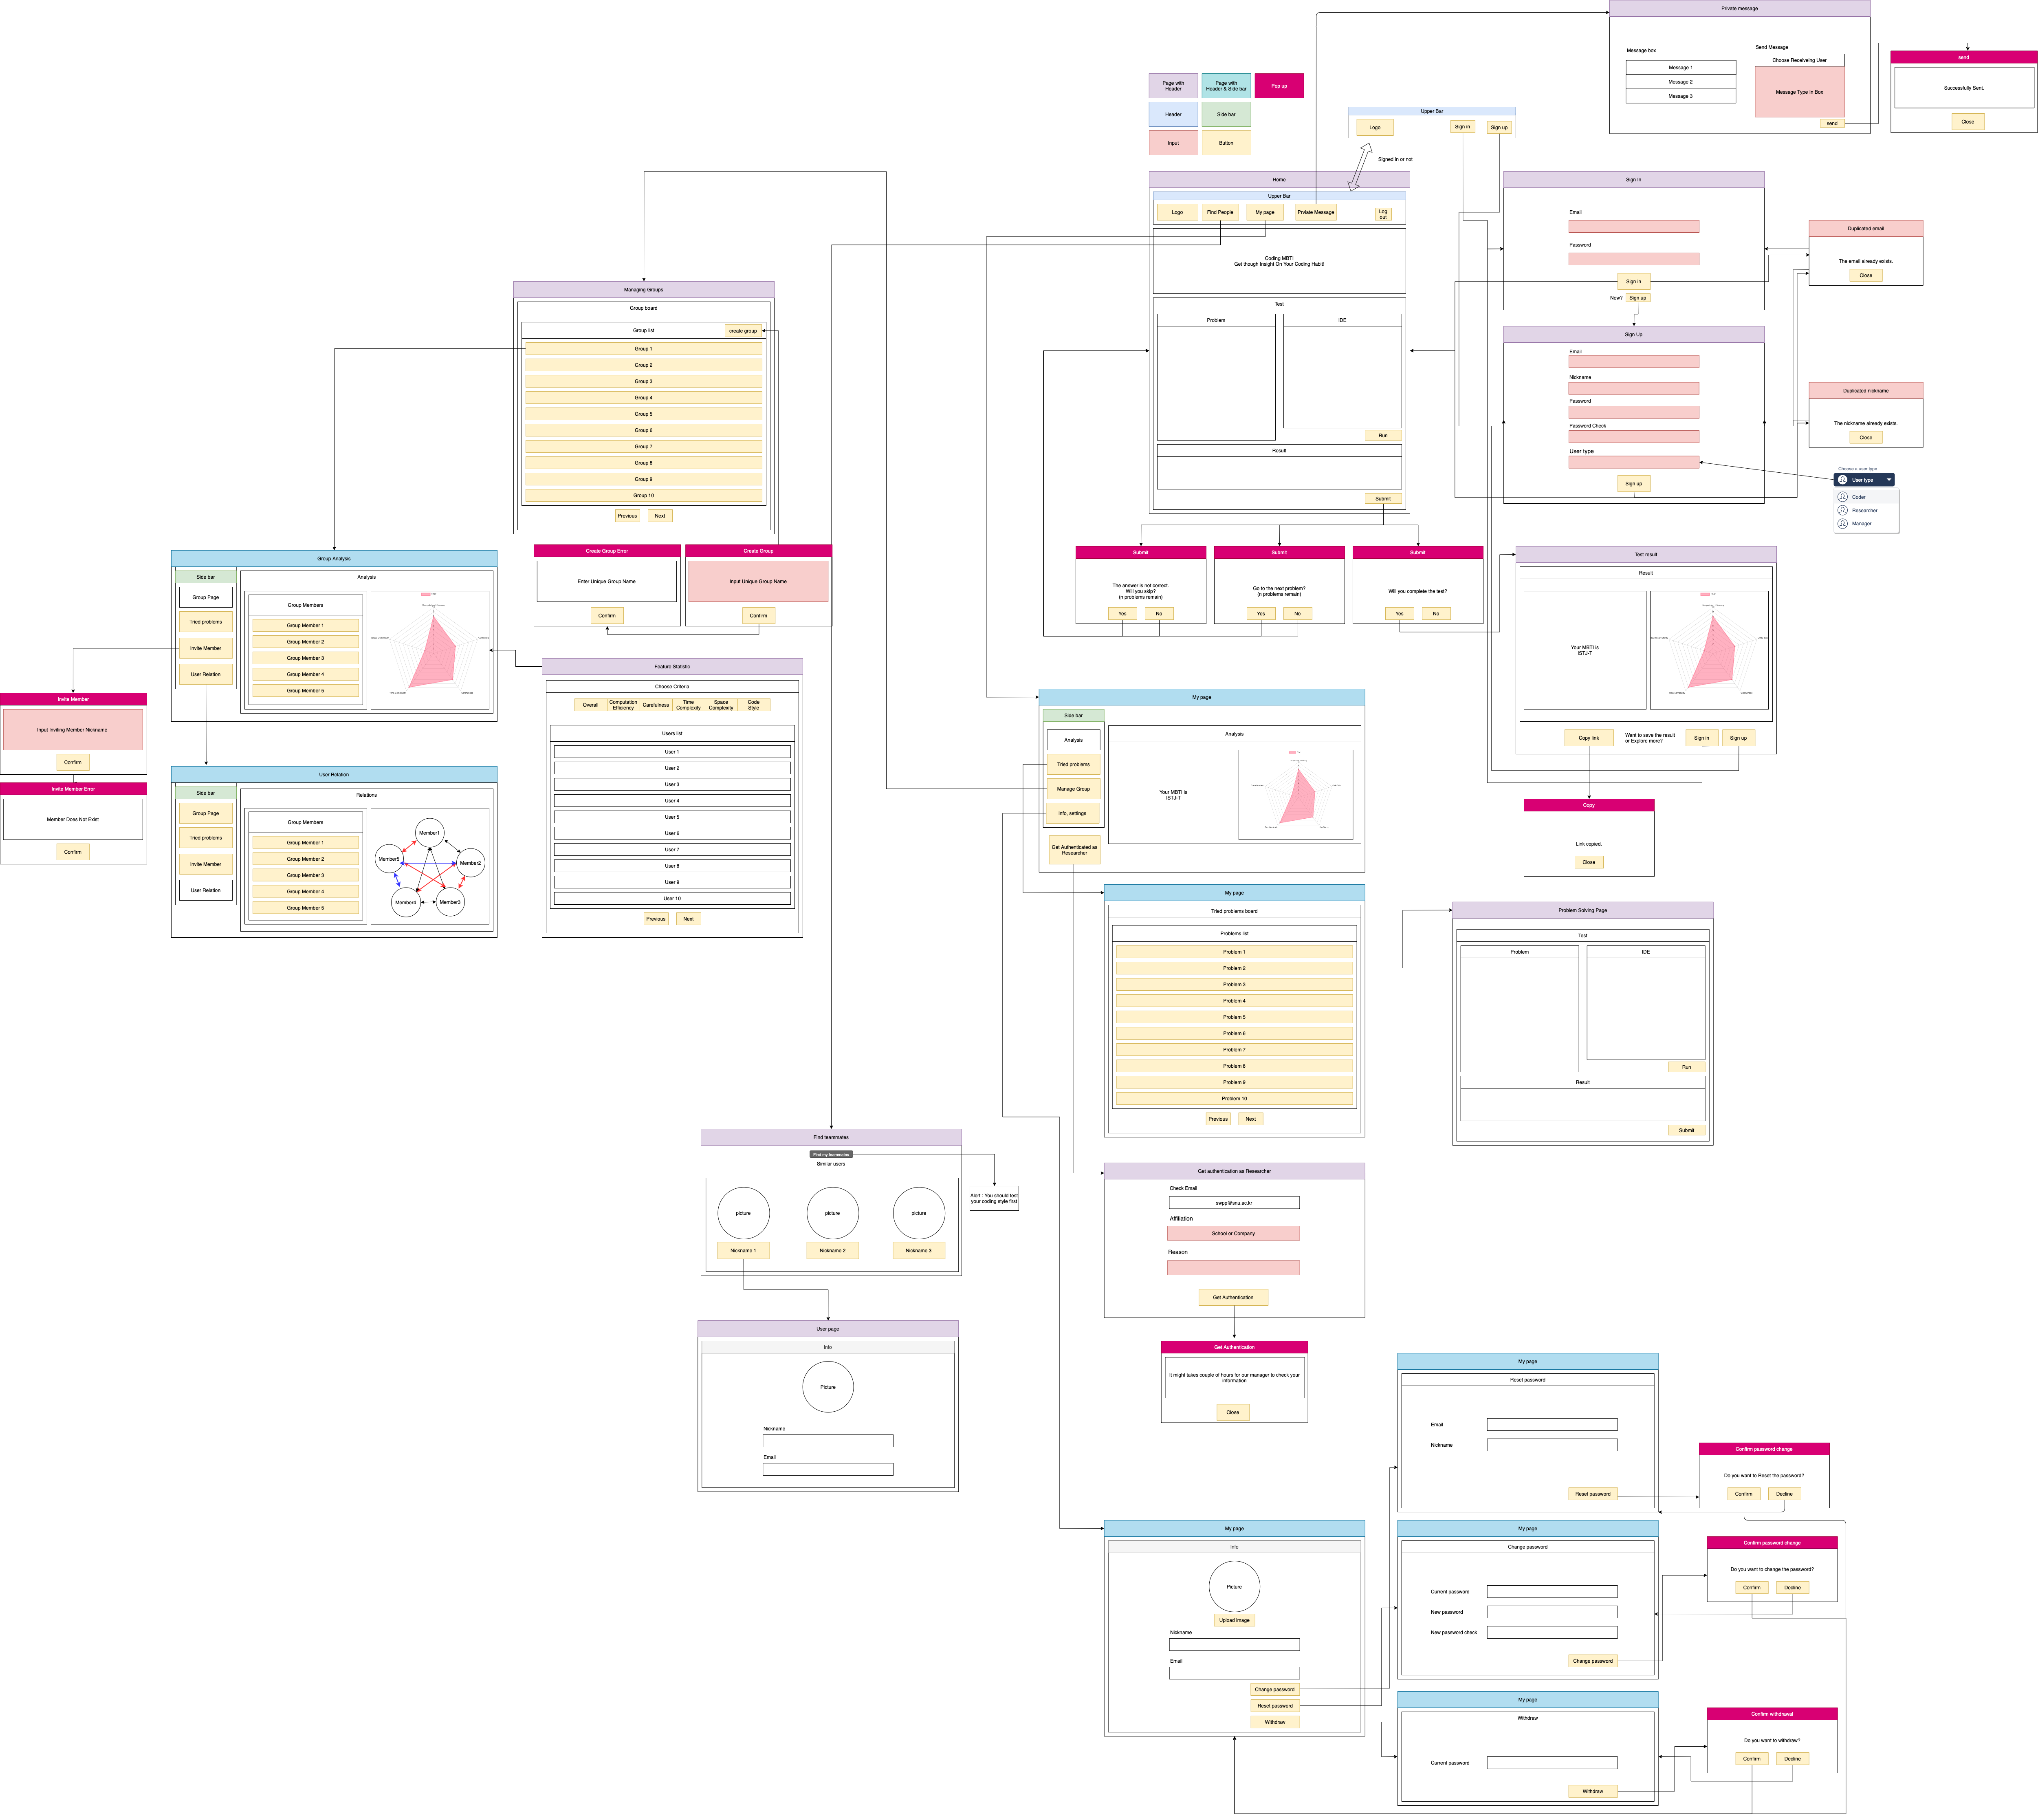 Private message
Message box
Message 1
Message 2
Message 3
Send Message
Choose Receiveing User
Message Type In Box
send
send
Successfully Sent.
Close
Page with
Header
Page with
Header & Side bar
Pop up
Header
Side bar
Input
Button
Upper Bar
Logo
Sign in
Sign up
Signed in or not
Home
Upper Bar
Logo
Find People
My page
Private Message
Log
out
Coding MBTI
Get though Insight On Your Coding Habit!
Test
Problem
IDE
Run
Result
Submit
Sign In
Email
Password
Sign in
New?
Sign up
Duplicated email
The email already exists.
Close
Sign Up
Email
Nickname
Password
Password Check
User type
Sign up
Duplicated nickname
The nickname already exists.
Close
Choose a user type
User type
Coder
Researcher
Manager
Managing Groups
Group board
Group list
create group
Group 1
Group 2
Group 3
Group 4
Group 5
Group 6
Group 7
Group 8
Group 9
Group 10
Previous
Next
Create Group Error
Enter Unique Group Name
Confirm
Create Group
Input Unique Group Name
Confirm
Submit
The answer is not correct.
Will you skip?
(n problems remain)
Yes
No
Submit
Go to the next problem?
(n problems remain)
Yes
No
Submit
Will you complete the test?
Yes
No
Test result
Result
Your MBTI is
ISTJ-T
Copy link
Want to save the result
or Explore more?
Sign in
Sign up
Copy
Link copied.
Close
Group Analysis
Side bar
Group Page
Tried problems
Invite Member
User Relation
Analysis
Group Members
Group Member 1
Group Member 2
Group Member 3
Group Member 4
Group Member 5
Invite Member
Input Inviting Member Nickname
Confirm
Invite Member Error
Member Does Not Exist
Confirm
User Relation
Side bar
Group Page
Tried problems
Invite Member
User Relation
Relations
Group Members
Group Member 1
Group Member 2
Group Member 3
Group Member 4
Group Member 5
Member1
Member5
Member2
Member4
Member3
Feature Statistic
Choose Criteria
Overall
Computation
Efficiency
Carefulness
Time
Complexity
Space
Complexity
Code
Style
Users list
User 1
User 2
User 3
User 4
User 5
User 6
User 7
User 8
User 9
User 10
Previous
Next
My page
Side bar
Analysis
Tried problems
Manage Group
Info, settings
Get Authenticated as
Researcher
Analysis
Your MBTI is
ISTJ-T
My page
Tried problems board
Problems list
Problem 1
Problem 2
Problem 3
Problem 4
Problem 5
Problem 6
Problem 7
Problem 8
Problem 9
Problem 10
Previous
Next
Problem Solving Page
Test
Problem
IDE
Run
Result
Submit
Find teammates
Find my teammates
Similar users
picture
picture
picture
Nickname 1
Nickname 2
Nickname 3
Alert : You should test
your coding style first
User page
Info
Picture
Nickname
Email
Get authentication as Researcher
Check Email
swpp@snu.ac.kr
Affiliation
School or Company
Reason
Get Authentication
Get Authentication
It might takes couple of hours for our manager to check your
information
Close
My page
Reset password
Email
Nickname
Reset password
Confirm password change
Do you want to Reset the password?
Confirm
Decline
My page
Info
Picture
Upload image
Nickname
Email
Change password
Reset password
Withdraw
My page
Change password
Current password
New password
New password check
Change password
Confirm password change
Do you want to change the password?
Confirm
Decline
My page
Withdraw
Current password
Withdraw
Confirm withdrawal
Do you want to withdraw?
Confirm
Decline